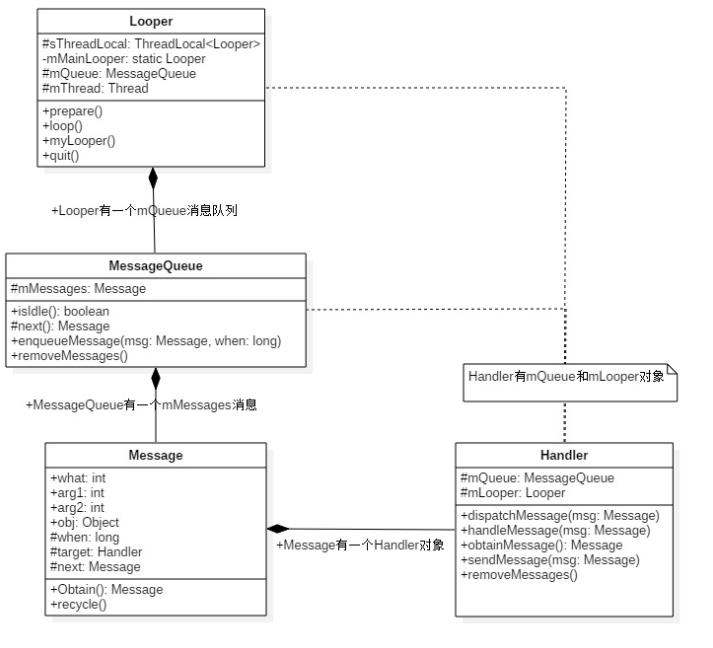 Looper
#sThreadLocal: ThreadLocal<Looper>
-mMainLooper: static Looper
#mQueue: MessageQueue
#mThread: Thread
+prepare()
+loop()
+myLooper()
+quit()
+Looper有一个mQueue消息队列
MessageQueue
#mMessages: Message
+isIdle(): boolean
#next(): Message
+enqueueMessage(msg: Message, when: long)
+removeMessages()
Handler有mQueue和mLooper对象
+MessageQueue有一个mMessages消息
Message
+what: int
+arg1: int
+arg2: int
+obj: Object
#when: long
#target: Handler
#next: Message
+Obtain(): Message
+recycle()
+Message有一个Handler对象
Handler
#mQueue: MessageQueue
#mLooper: Looper
+dispatchMessage(msg: Message)
+handleMessage(msg: Message)
+obtainMessage(): Message
+sendMessage(msg: Message)
+removeMessages()